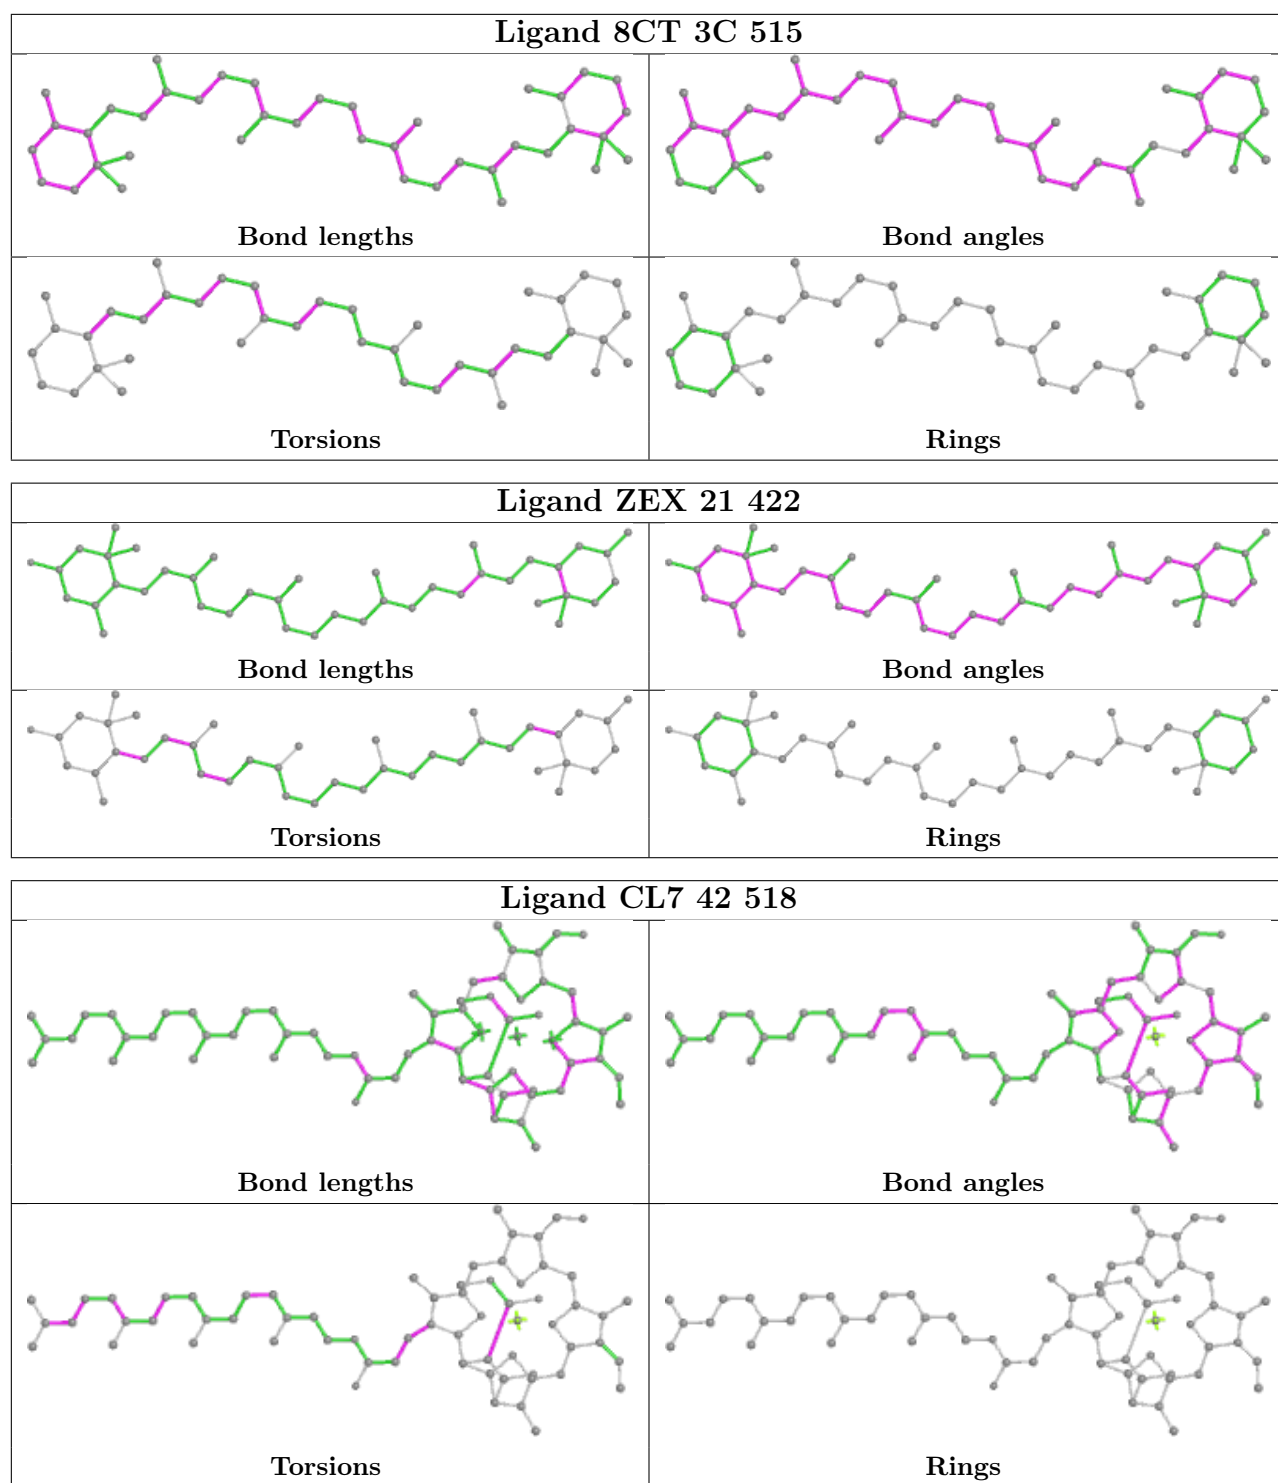 Ligand 8CT 3C 515
Bond lengths
Bond angles
Torsions
Rings
Ligand ZEX 21 422
Bond lengths
Bond angles
Torsions
Rings
Ligand CL7 42 518
Bond lengths
Bond angles
Torsions
Rings